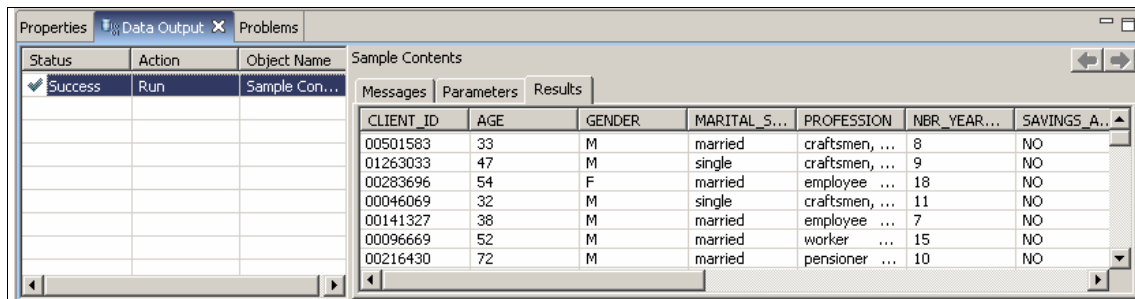 Properties Data Output Problems
Status Action Object Name
Success Run Sample Con...
Sample Contents
Messages Parameters Results
CLIENT_ID AGE GENDER MARITAL_S... PROFESSION NBR_YEAR... SAVINGS_A...
00501583 33 M married craftsmen, ... 8 NO
01263033 47 M single craftsmen, ... 9 NO
00283696 54 F married employee ... 18 NO
00046069 32 M single craftsmen, ... 11 NO
00141327 38 M married employee ... 7 NO
00096669 52 M married worker ... 15 NO
00216430 72 M married pensioner ... 10 NO